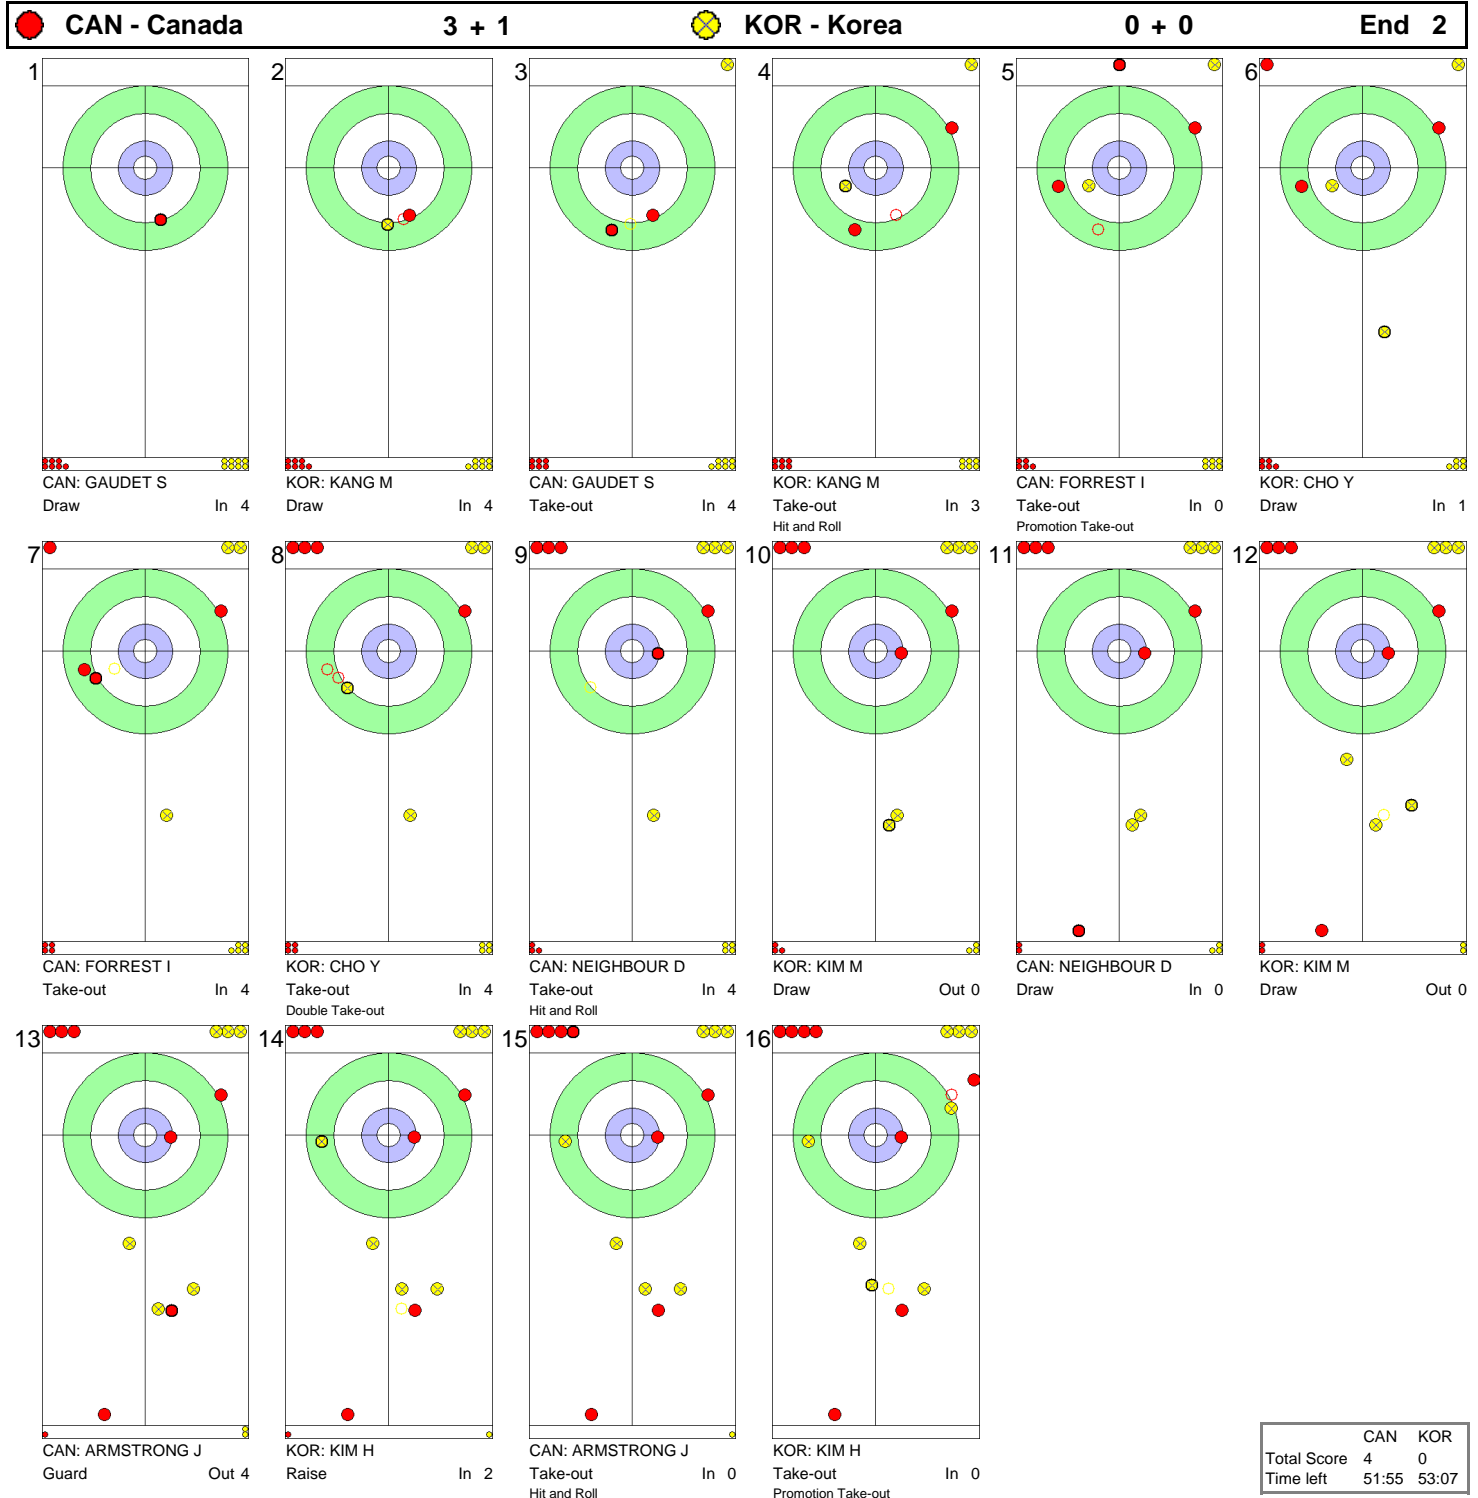 CAN - Canada 3 + 1 KOR - Korea 0 + 0 End 2
1 2 3 4 5 6
CAN: GAUDET S KOR: KANG M CAN: GAUDET S KOR: KANG M CAN: FORREST I KOR: CHO Y
Draw In 4 Draw In 4 Take-out In 4 Take-out In 3 Take-out In 0 Draw In 1
Hit and Roll Promotion Take-out
7 8 9 10 11 12
CAN: FORREST I KOR: CHO Y CAN: NEIGHBOUR D KOR: KIM M CAN: NEIGHBOUR D KOR: KIM M
Take-out In 4 Take-out In 4 Take-out In 4 Draw Out 0 Draw In 0 Draw Out 0
Double Take-out Hit and Roll
13 14 15 16
CAN: ARMSTRONG J KOR: KIM H CAN: ARMSTRONG J KOR: KIM H
Guard Out 4 Raise In 2 Take-out In 0 Take-out In 0
Hit and Roll Promotion Take-out
CAN KOR
Total Score 4 0
Time left 51:55 53:07